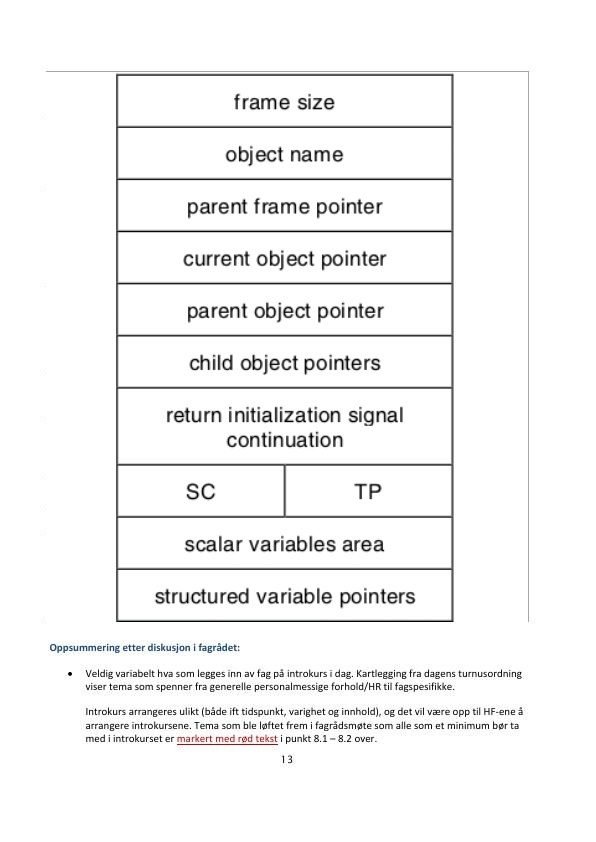 frame size
object name
parent frame pointer
current object pointer
parent object pointer
child object pointers
return initialization signal
continuation
SC TP
scalar variables area
structured variable pointers
Oppsummering etter diskusjon i fagrådet:
• Veldig variabelt hva som legges inn av fag på introkurs i dag. Kartlegging fra dagens turnusordning
viser tema som spenner fra generelle personalmessige forhold/HR til fagspesifikke.
Introkurs arrangeres ulikt (både ift tidspunkt, varighet og innhold), og det vil være opp til HF-ene å
arrangere introkursene. Tema som ble løftet frem i fagrådsmøte som alle som et minimum bør ta
med i introkurset er markert med rød tekst i punkt 8.1 – 8.2 over.
13